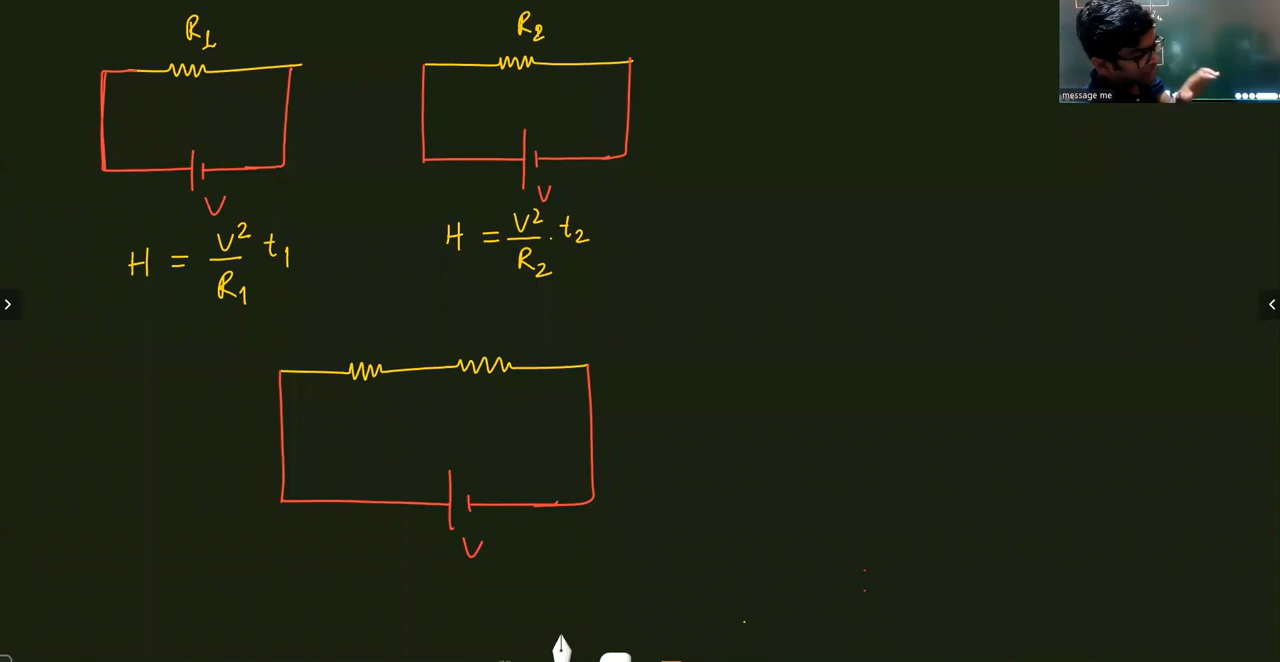 R1
R2
V
V
H = V²/R1 t1
H = V²/R2 . t2
V
message me